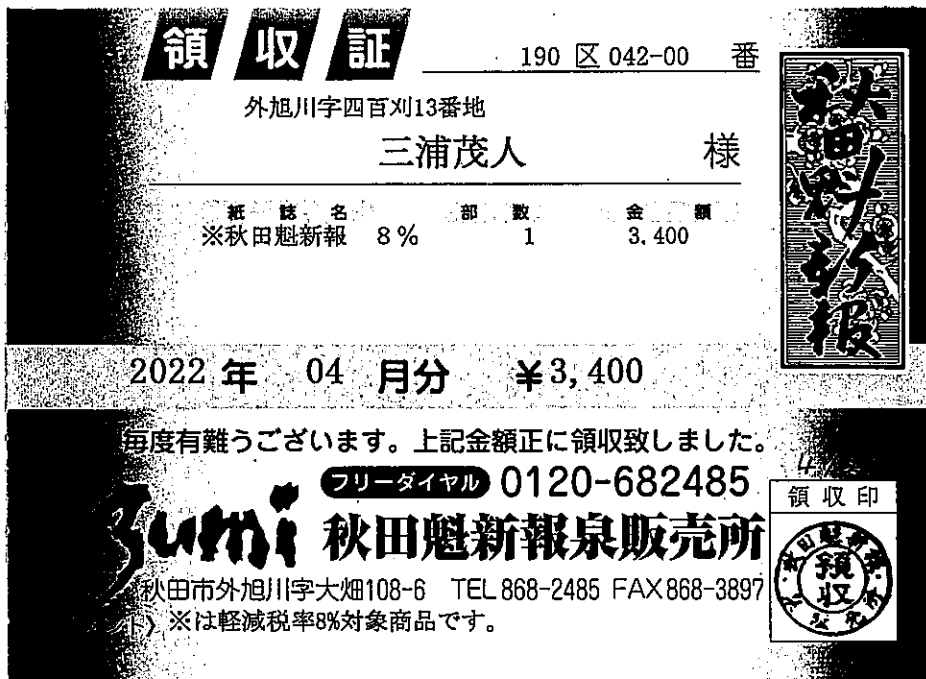 領収証
190 区 042-00 番
外旭川字四百刈13番地
三浦茂人 様
紙誌名 部数 金額
※秋田魁新報 8% 1 3,400
秋田魁新報
2022 年 04 月分 ¥3,400
毎度有難うございます。上記金額正に領収致しました。
フリーダイヤル 0120-682485
秋田魁新報泉販売所
秋田市外旭川字大畑108-6 TEL 868-2485 FAX 868-3897
※は軽減税率8%対象商品です。
領収印
領収